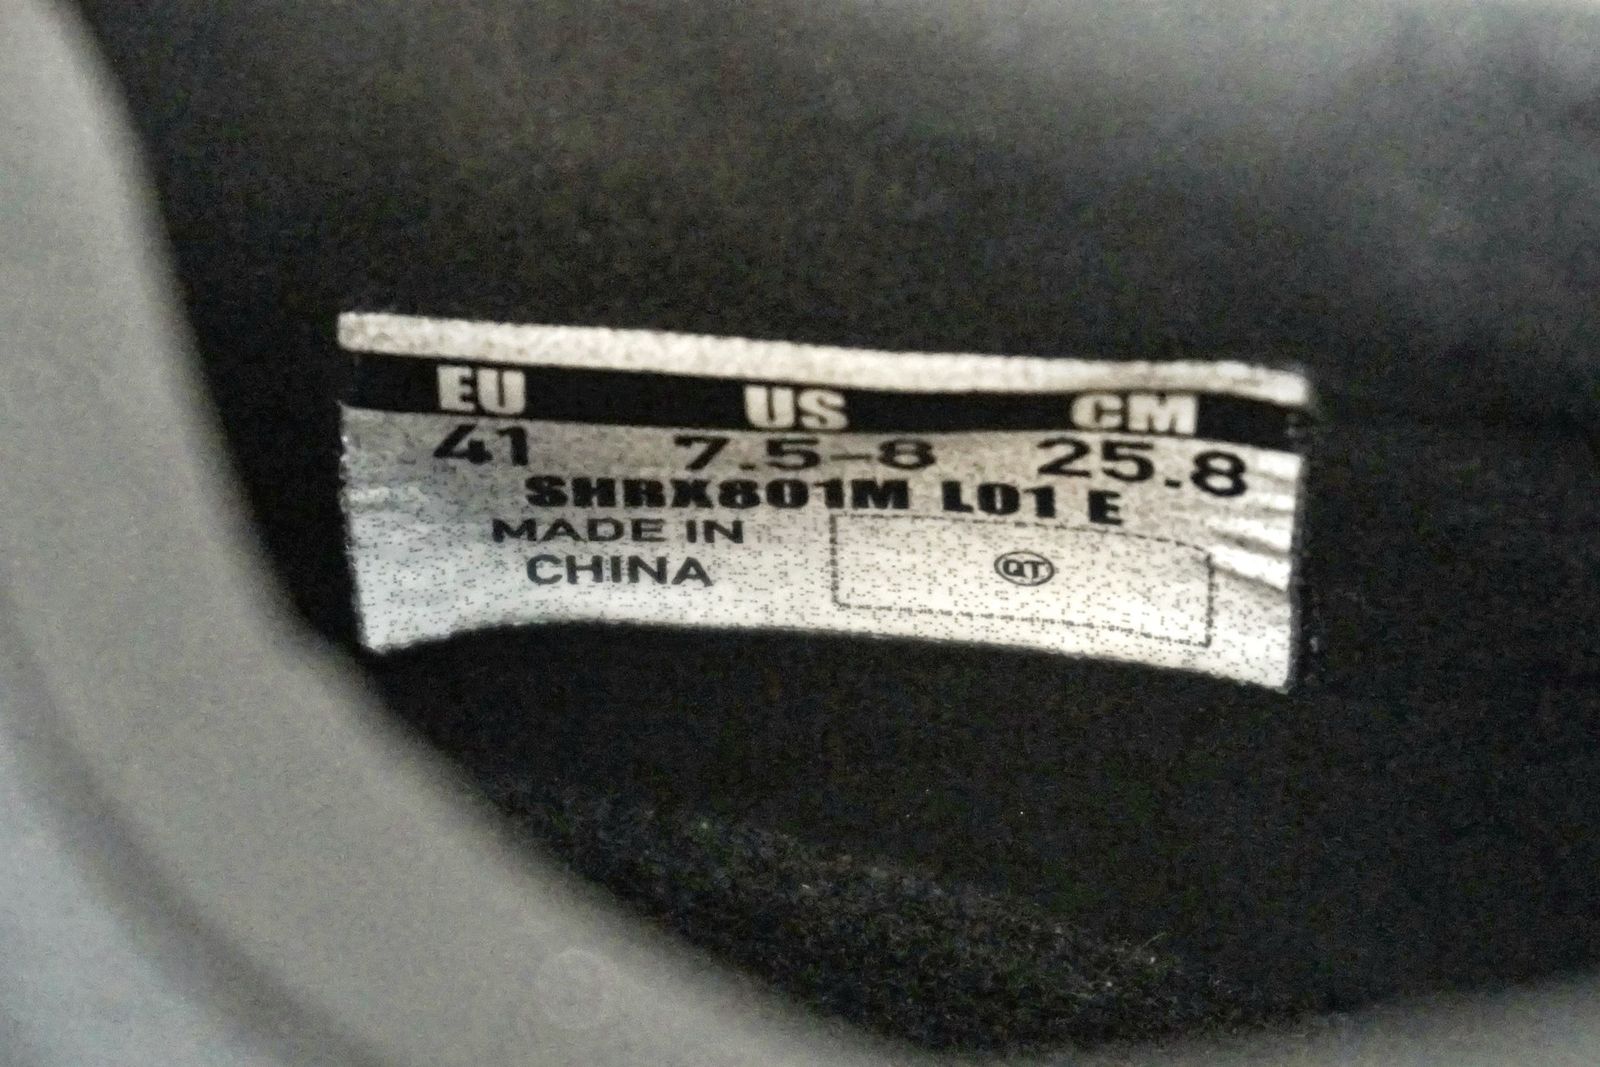 EU US CM
41 7.5-8 25.8
SHRX801M L01 E
MADE IN
CHINA
QT